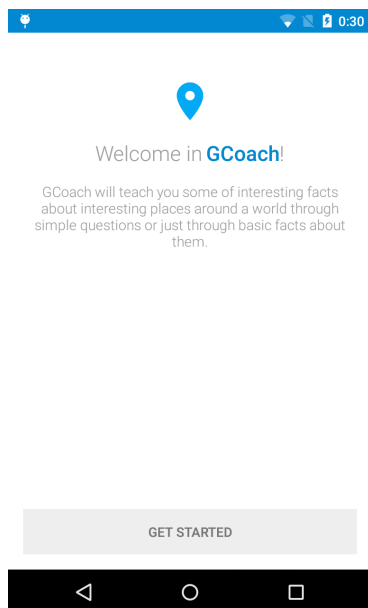 0:30
Welcome in GCoach!
GCoach will teach you some of interesting facts
about interesting places around a world through
simple questions or just through basic facts about
them.
GET STARTED